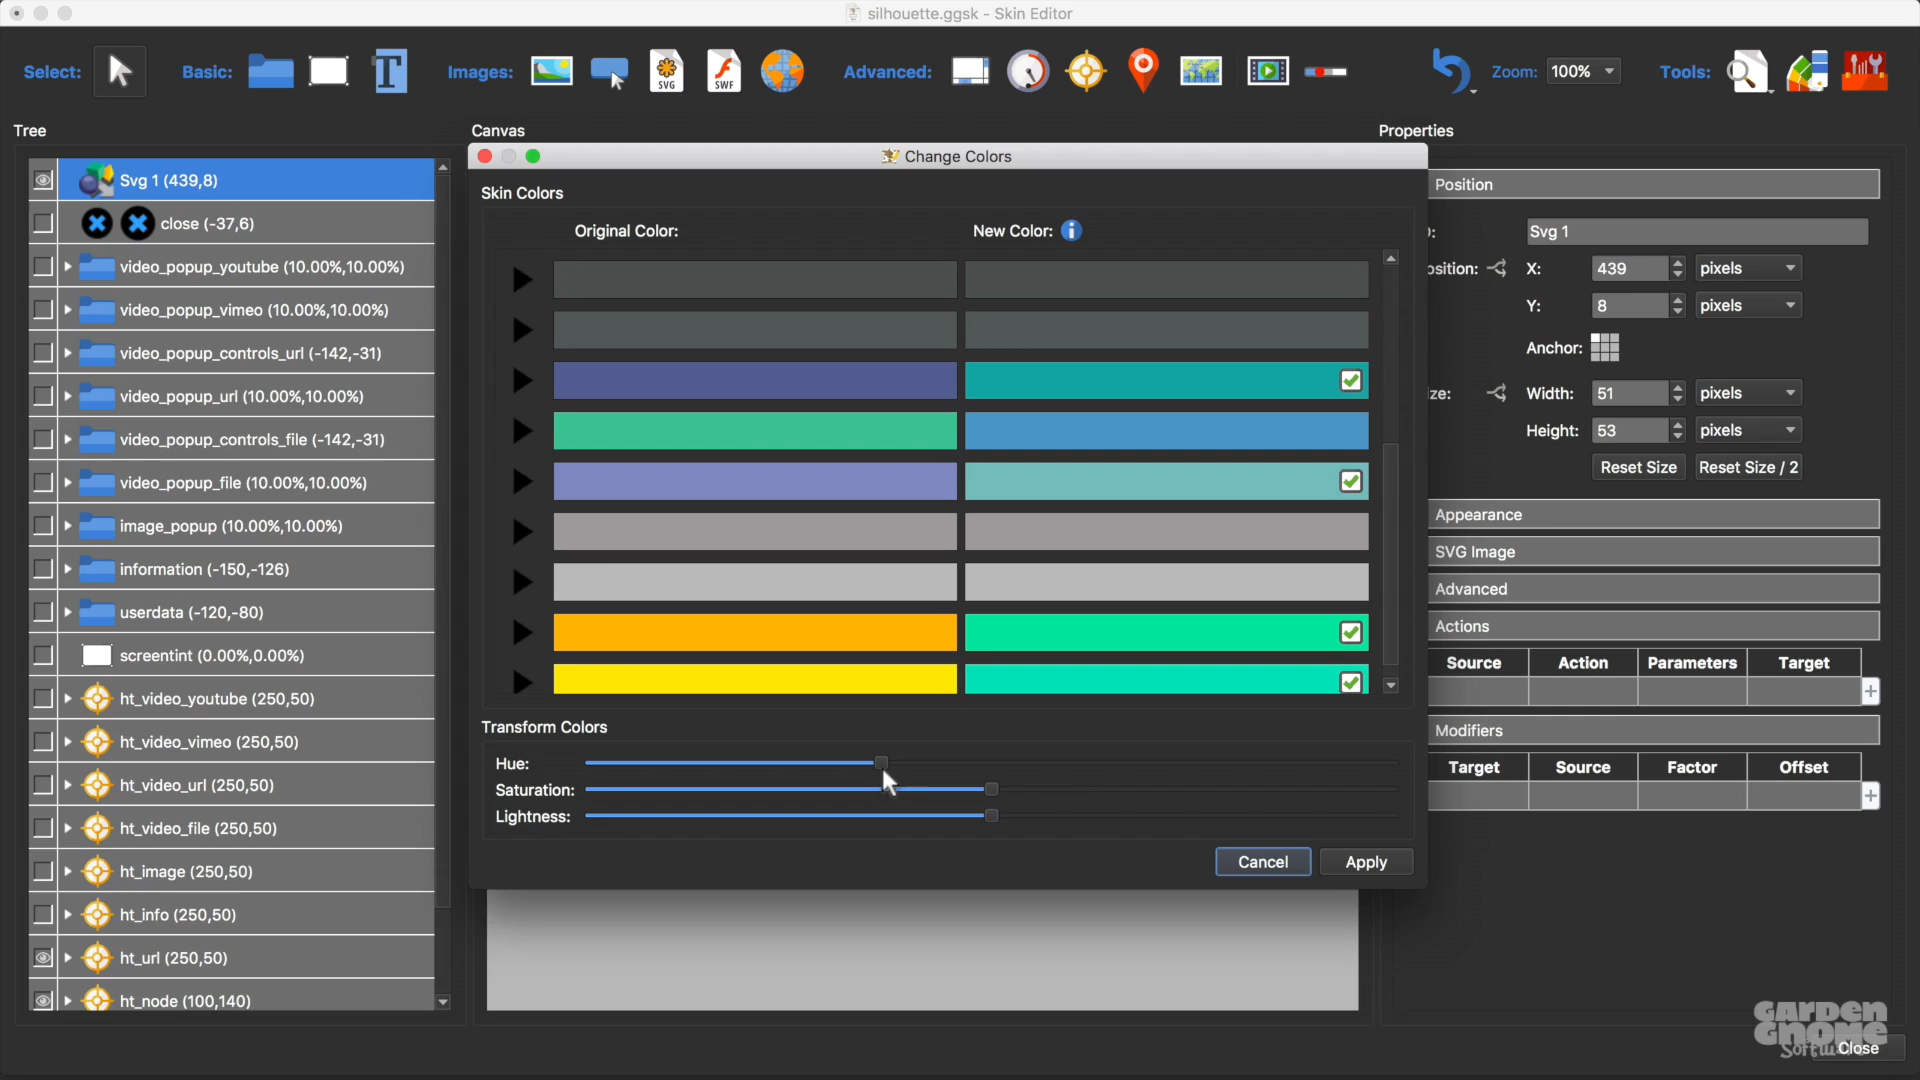 silhouette.ggsk - Skin Editor
Select: Basic: T Images: SVG SWF Advanced: Zoom: 100% Tools:
Tree
Canvas
Properties
Svg 1 (439,8)
close (-37,6)
video_popup_youtube (10.00%,10.00%)
video_popup_vimeo (10.00%,10.00%)
video_popup_controls_url (-142,-31)
video_popup_url (10.00%,10.00%)
video_popup_controls_file (-142,-31)
video_popup_file (10.00%,10.00%)
image_popup (10.00%,10.00%)
information (-150,-126)
userdata (-120,-80)
screentint (0.00%,0.00%)
ht_video_youtube (250,50)
ht_video_vimeo (250,50)
ht_video_url (250,50)
ht_video_file (250,50)
ht_image (250,50)
ht_info (250,50)
ht_url (250,50)
ht_node (100,140)
Change Colors
Skin Colors
Original Color: New Color: i
Transform Colors
Hue:
Saturation:
Lightness:
Cancel Apply
Position
Svg 1
osition: X: 439 pixels
Y: 8 pixels
Anchor:
ize: Width: 51 pixels
Height: 53 pixels
Reset Size Reset Size / 2
Appearance
SVG Image
Advanced
Actions
Source Action Parameters Target
+
Modifiers
Target Source Factor Offset
+
GARDEN
GNOME
Software
Close